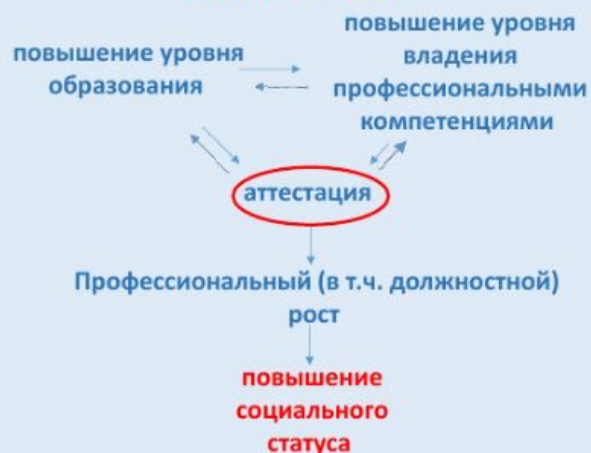 повышение уровня
образования
повышение уровня
владения
профессиональными
компетенциями
аттестация
Профессиональный (в т.ч. должностной)
рост
повышение
социального
статуса